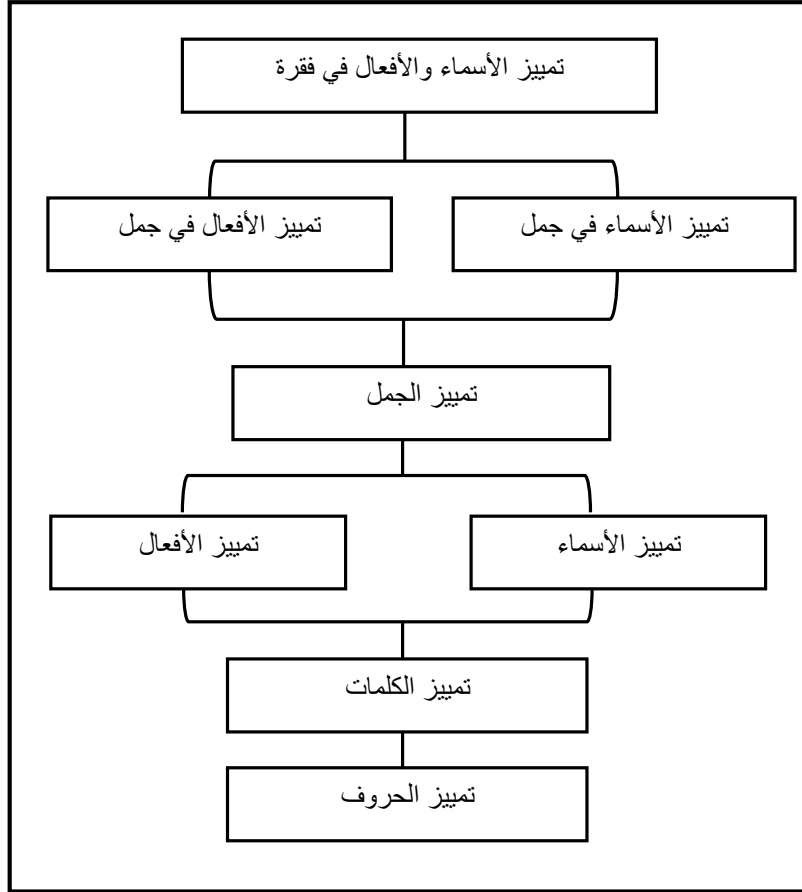 تمييز الأسماء والأفعال في فقرة
تمييز الأسماء في جمل
تمييز الأفعال في جمل
تمييز الجمل
تمييز الأسماء
تمييز الأفعال
تمييز الكلمات
تمييز الحروف